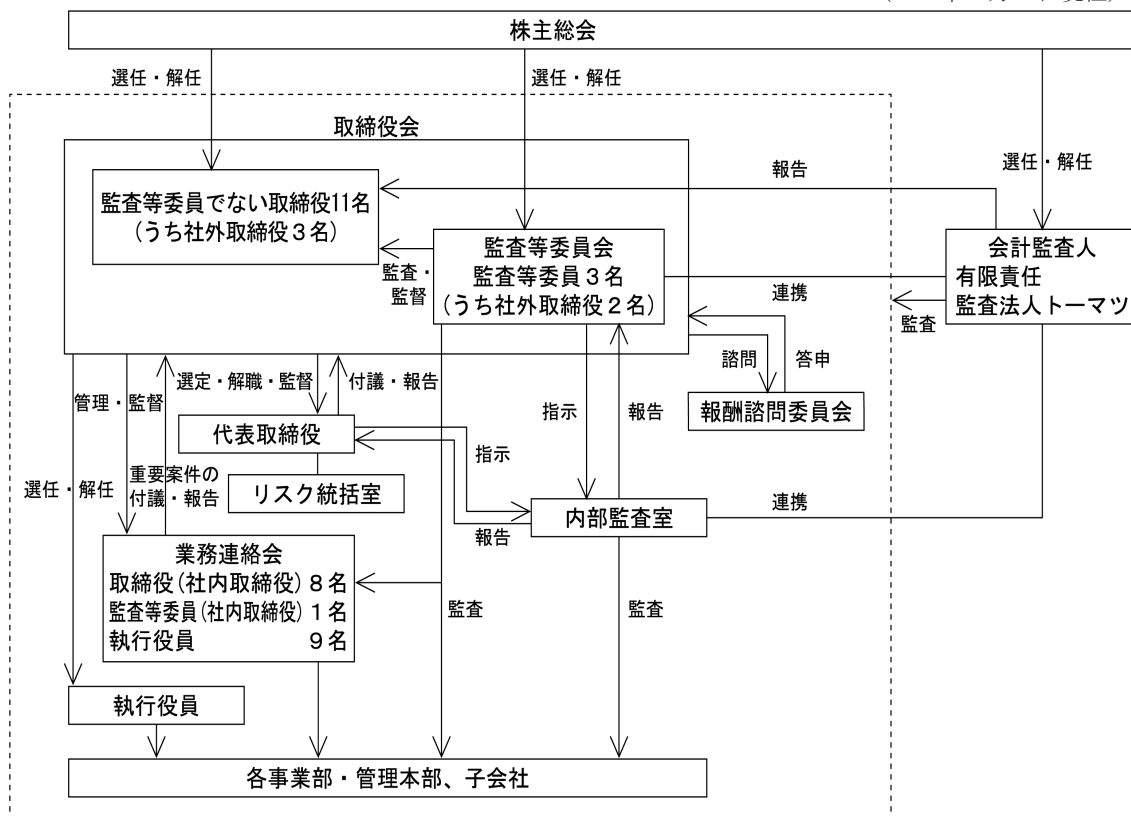 株主総会
選任・解任
選任・解任
取締役会
報告
選任・解任
監査等委員でない取締役11名
(うち社外取締役3名)
監査等委員会
監査等委員3名
(うち社外取締役2名)
監査・
監督
会計監査人
有限責任
監査法人トーマツ
連携
監査
諮問
答申
報酬諮問委員会
管理・監督
選定・解職・監督
付議・報告
指示
報告
代表取締役
指示
リスク統括室
選任・解任
重要案件の
付議・報告
内部監査室
連携
報告
業務連絡会
取締役(社内取締役)8名
監査等委員(社内取締役)1名
執行役員 9名
監査
監査
執行役員
各事業部・管理本部、子会社